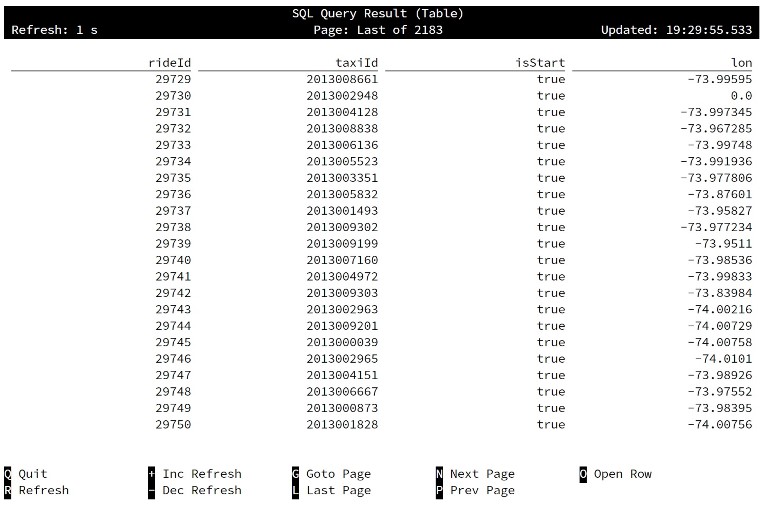 SQL Query Result (Table)
Refresh: 1 s Page: Last of 2183 Updated: 19:29:55.533
rideId taxiId isStart lon
29729 2013008661 true -73.99595
29730 2013002948 true 0.0
29731 2013004128 true -73.997345
29732 2013008838 true -73.967285
29733 2013006136 true -73.99748
29734 2013005523 true -73.991936
29735 2013003351 true -73.977806
29736 2013005832 true -73.87601
29737 2013001493 true -73.95827
29738 2013009302 true -73.977234
29739 2013009199 true -73.9511
29740 2013007160 true -73.98536
29741 2013004972 true -73.99833
29742 2013009303 true -73.83984
29743 2013002963 true -74.00216
29744 2013009201 true -74.00729
29745 2013000039 true -74.00758
29746 2013002965 true -74.0101
29747 2013004151 true -73.98926
29748 2013006667 true -73.97552
29749 2013000873 true -73.98395
29750 2013001828 true -74.00756
Q Quit + Inc Refresh G Goto Page N Next Page O Open Row
R Refresh - Dec Refresh L Last Page P Prev Page